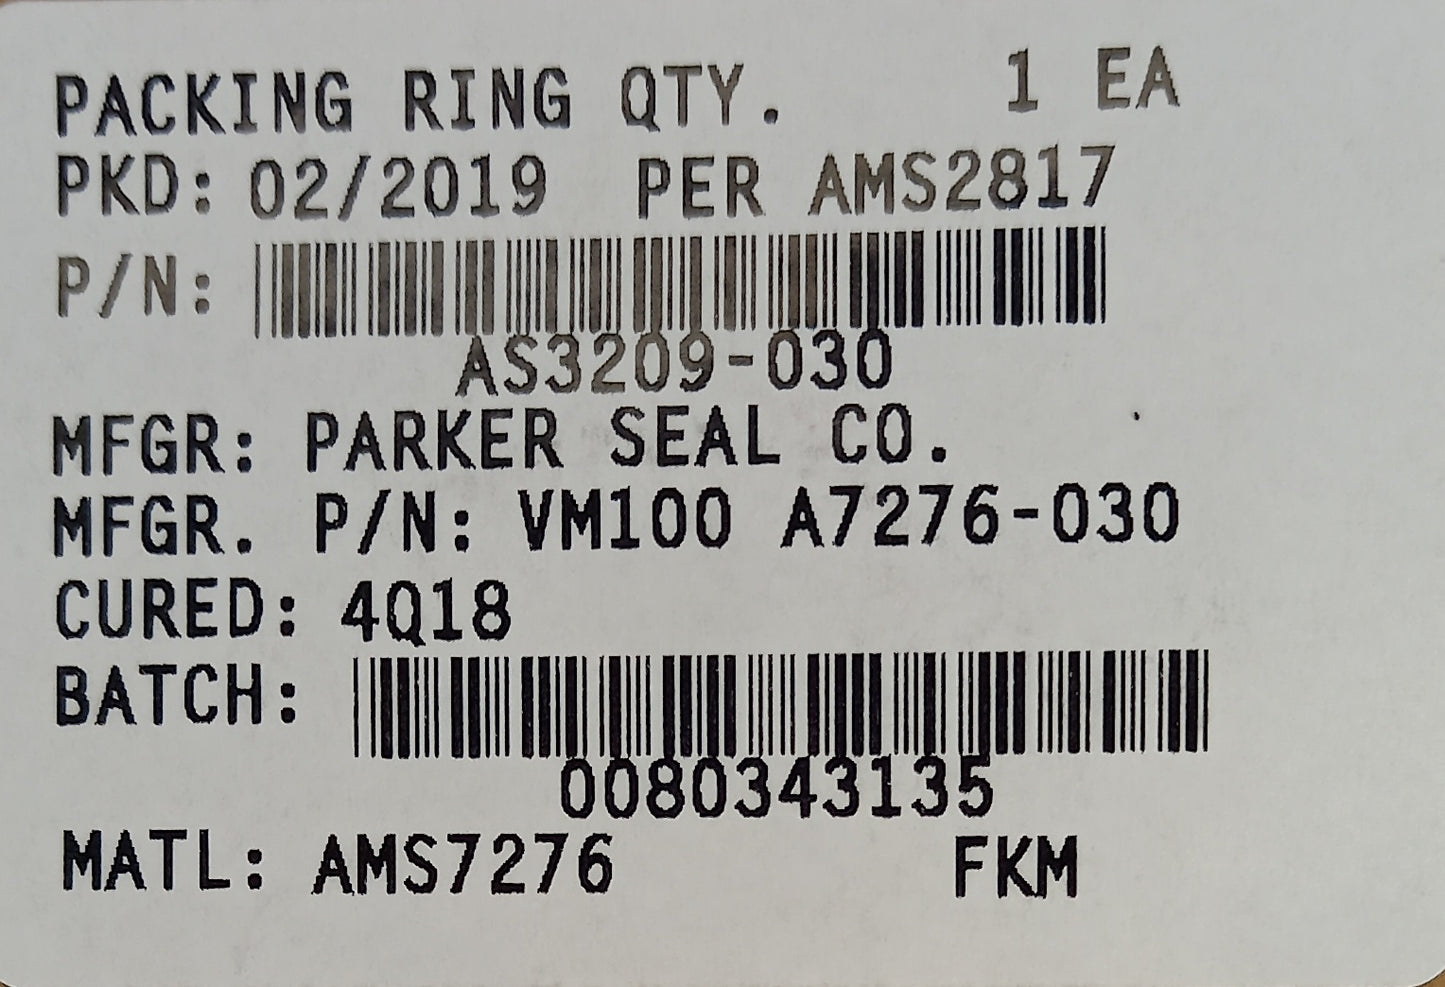 PACKING RING QTY. 1 EA
PKD: 02/2019 PER AMS2817
P/N:
AS3209-030
MFGR: PARKER SEAL CO.
MFGR. P/N: VM100 A7276-030
CURED: 4Q18
BATCH:
0080343135
MATL: AMS7276 FKM